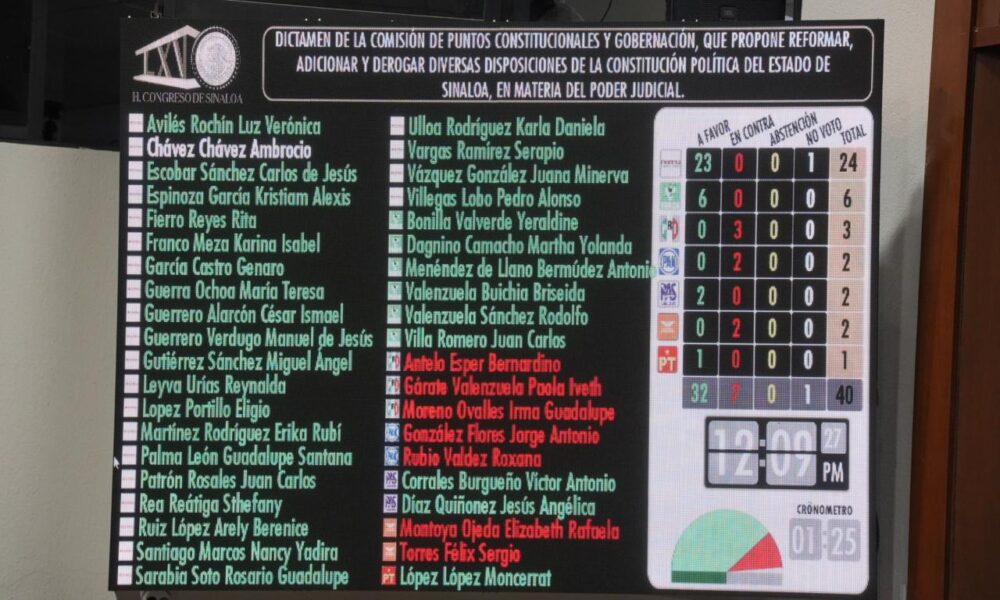 LXV
H. CONGRESO DE SINALOA
DICTAMEN DE LA COMISIÓN DE PUNTOS CONSTITUCIONALES Y GOBERNACIÓN, QUE PROPONE REFORMAR,
ADICIONAR Y DEROGAR DIVERSAS DISPOSICIONES DE LA CONSTITUCIÓN POLÍTICA DEL ESTADO DE
SINALOA, EN MATERIA DEL PODER JUDICIAL.
Avilés Rochín Luz Verónica
Chávez Chávez Ambrocio
Escobar Sánchez Carlos de Jesús
Espinoza García Kristiam Alexis
Fierro Reyes Rita
Franco Meza Karina Isabel
García Castro Genaro
Guerra Ochoa María Teresa
Guerrero Alarcón César Ismael
Guerrero Verdugo Manuel de Jesús
Gutiérrez Sánchez Miguel Ángel
Leyva Urías Reynalda
Lopez Portillo Eligio
Martínez Rodríguez Erika Rubí
Palma León Guadalupe Santana
Patrón Rosales Juan Carlos
Rea Reátiga Sthefany
Ruiz López Arely Berenice
Santiago Marcos Nancy Yadira
Sarabia Soto Rosario Guadalupe
Ulloa Rodríguez Karla Daniela
Vargas Ramírez Serapio
Vázquez González Juana Minerva
Villegas Lobo Pedro Alonso
Bonilla Valverde Yeraldine
Dagnino Camacho Martha Yolanda
Menéndez de Llano Bermúdez Antonio
Valenzuela Buichia Briseida
Valenzuela Sánchez Rodolfo
Villa Romero Juan Carlos
Antelo Esper Bernardino
Gárate Valenzuela Paola Iveth
Moreno Ovalles Irma Guadalupe
González Flores Jorge Antonio
Rubio Valdez Roxana
Corrales Burgueño Víctor Antonio
Díaz Quiñonez Jesús Angélica
Montoya Ojeda Elizabeth Rafaela
Torres Félix Sergio
PT López López Moncerrat
A FAVOR EN CONTRA ABSTENCIÓN NO VOTO TOTAL
morena 23 0 0 1 24
6 0 0 0 6
PRI 0 3 0 0 3
PAN 0 2 0 0 2
PAS 2 0 0 0 2
0 2 0 0 2
PT 1 0 0 0 1
32 7 0 1 40
12:09 27 PM
CRÓNOMETRO
01:25